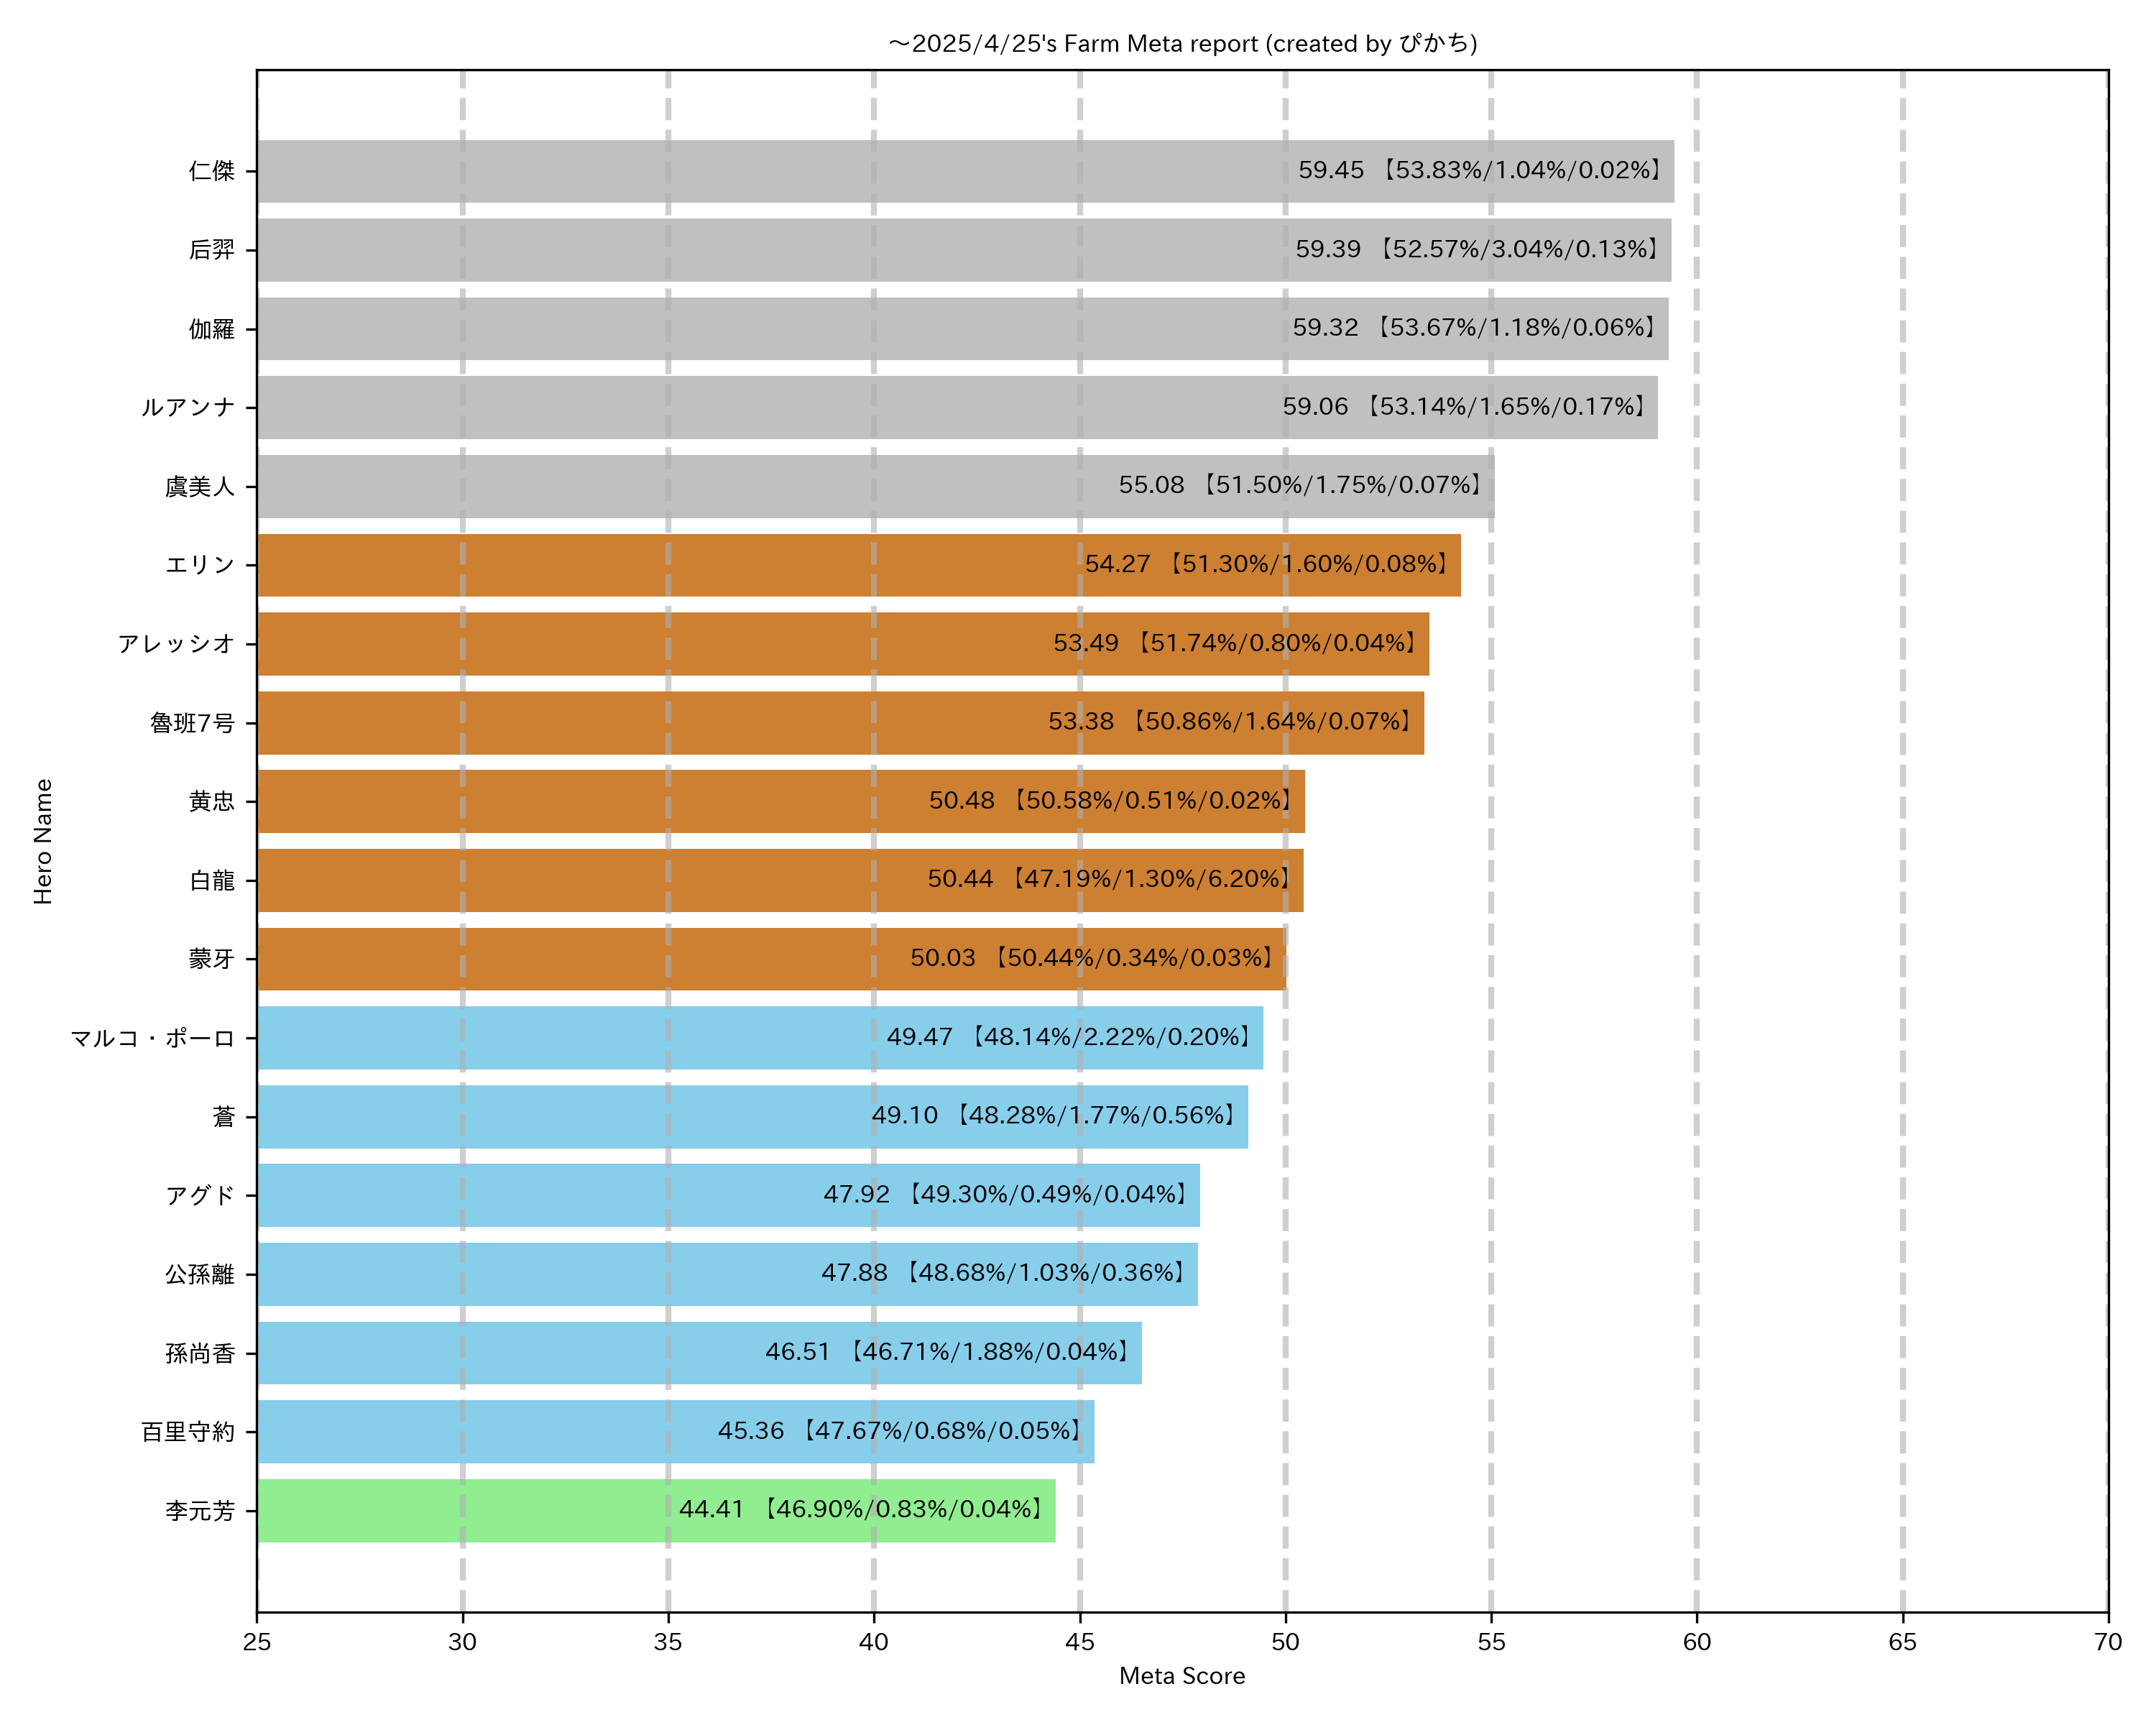 ～2025/4/25's Farm Meta report (created by ぴかち)
仁傑 59.45 【53.83%/1.04%/0.02%】
后羿 59.39 【52.57%/3.04%/0.13%】
伽羅 59.32 【53.67%/1.18%/0.06%】
ルアンナ 59.06 【53.14%/1.65%/0.17%】
虞美人 55.08 【51.50%/1.75%/0.07%】
エリン 54.27 【51.30%/1.60%/0.08%】
アレッシオ 53.49 【51.74%/0.80%/0.04%】
魯班7号 53.38 【50.86%/1.64%/0.07%】
黄忠 50.48 【50.58%/0.51%/0.02%】
白龍 50.44 【47.19%/1.30%/6.20%】
蒙牙 50.03 【50.44%/0.34%/0.03%】
マルコ・ポーロ 49.47 【48.14%/2.22%/0.20%】
蒼 49.10 【48.28%/1.77%/0.56%】
アグド 47.92 【49.30%/0.49%/0.04%】
公孫離 47.88 【48.68%/1.03%/0.36%】
孫尚香 46.51 【46.71%/1.88%/0.04%】
百里守約 45.36 【47.67%/0.68%/0.05%】
李元芳 44.41 【46.90%/0.83%/0.04%】
Hero Name
25 30 35 40 45 50 55 60 65 70
Meta Score